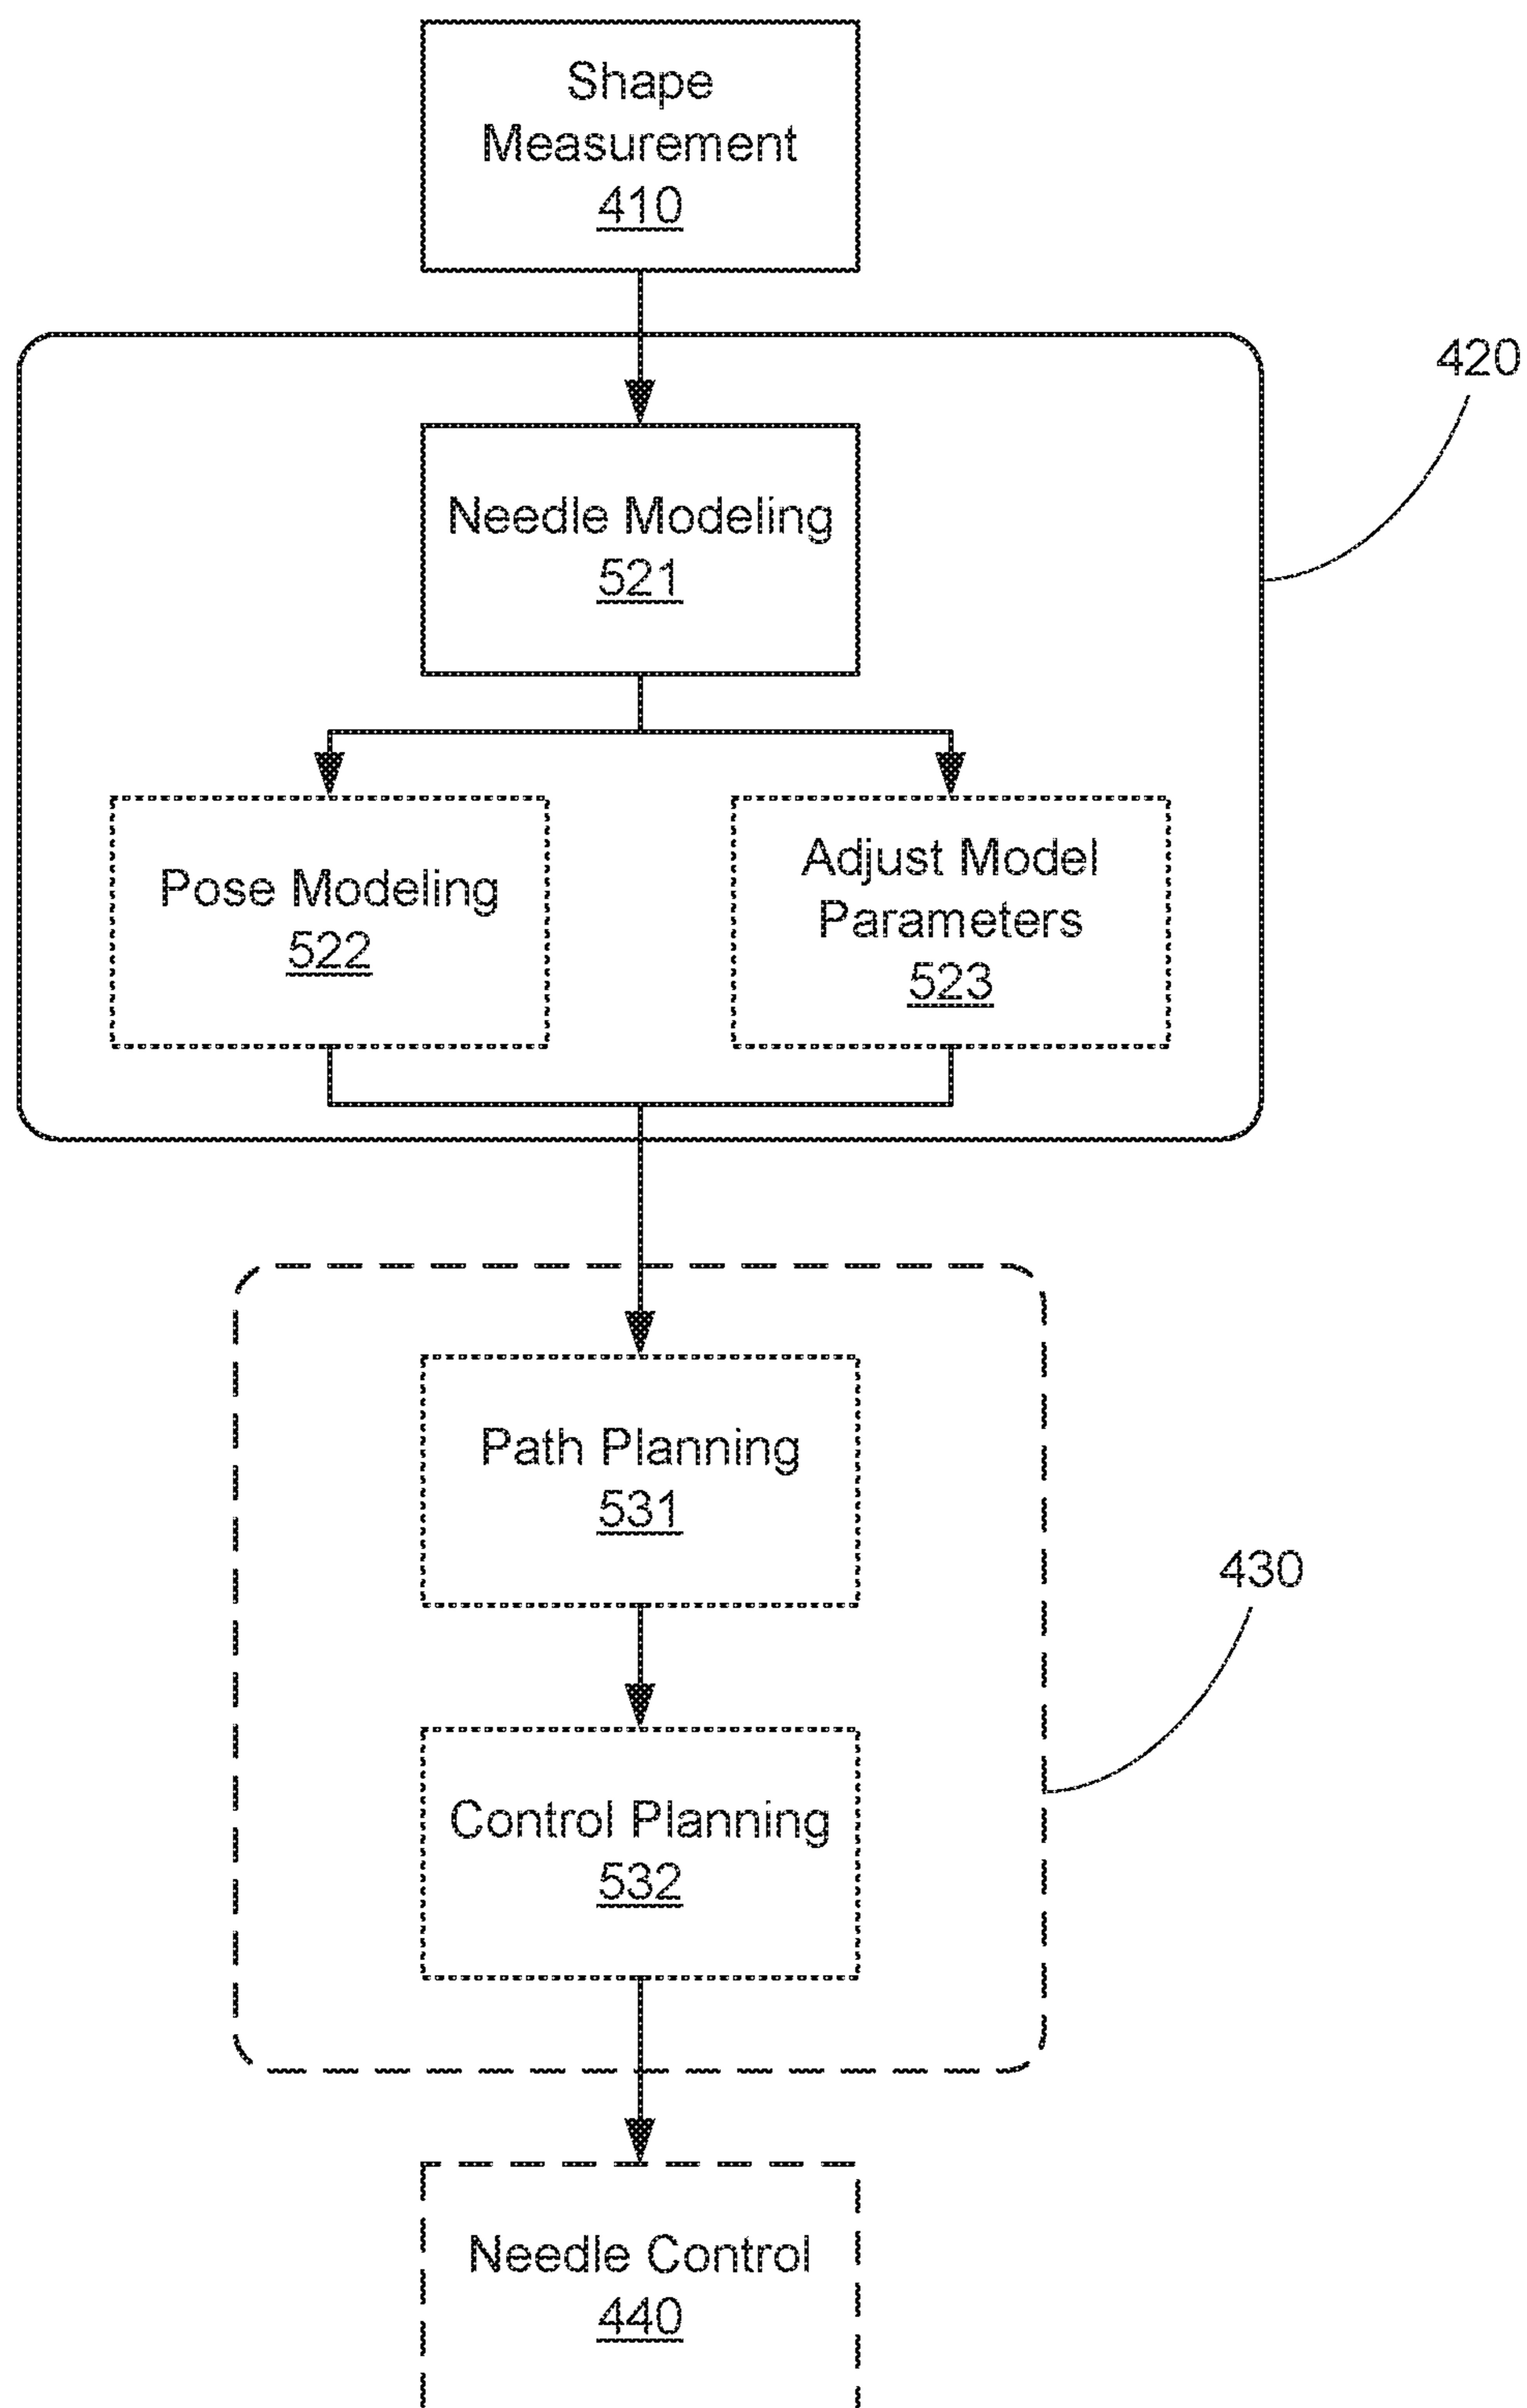 Shape
Measurement
410
420
Needle Modeling
521
Pose Modeling
522
Adjust Model
Parameters
523
Path Planning
531
430
Control Planning
532
Needle Control
440